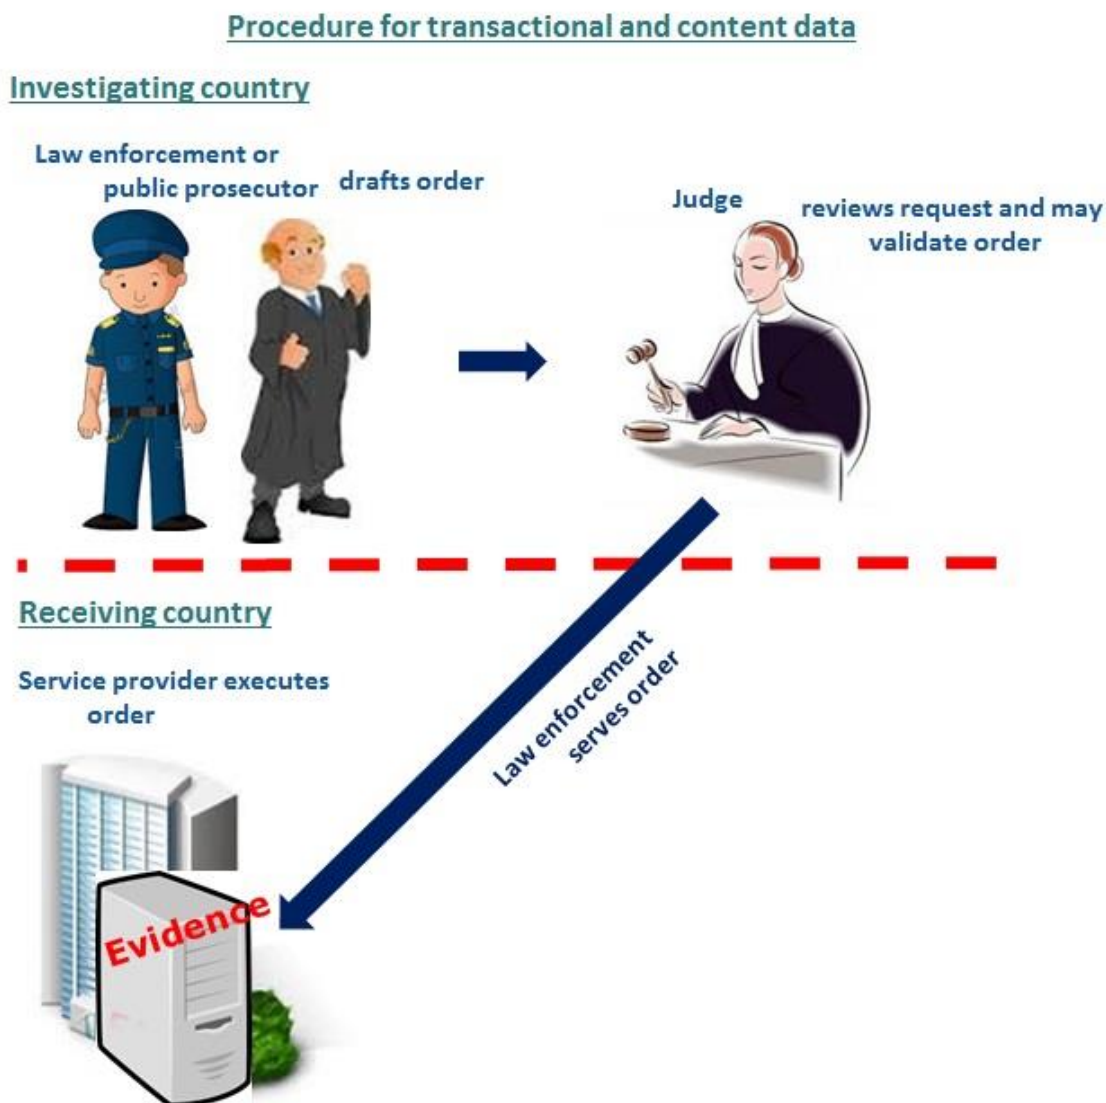 Procedure for transactional and content data
Investigating country
Law enforcement or
public prosecutor
drafts order
Judge
reviews request and may
validate order
Receiving country
Service provider executes
order
Law enforcement
serves order
Evidence